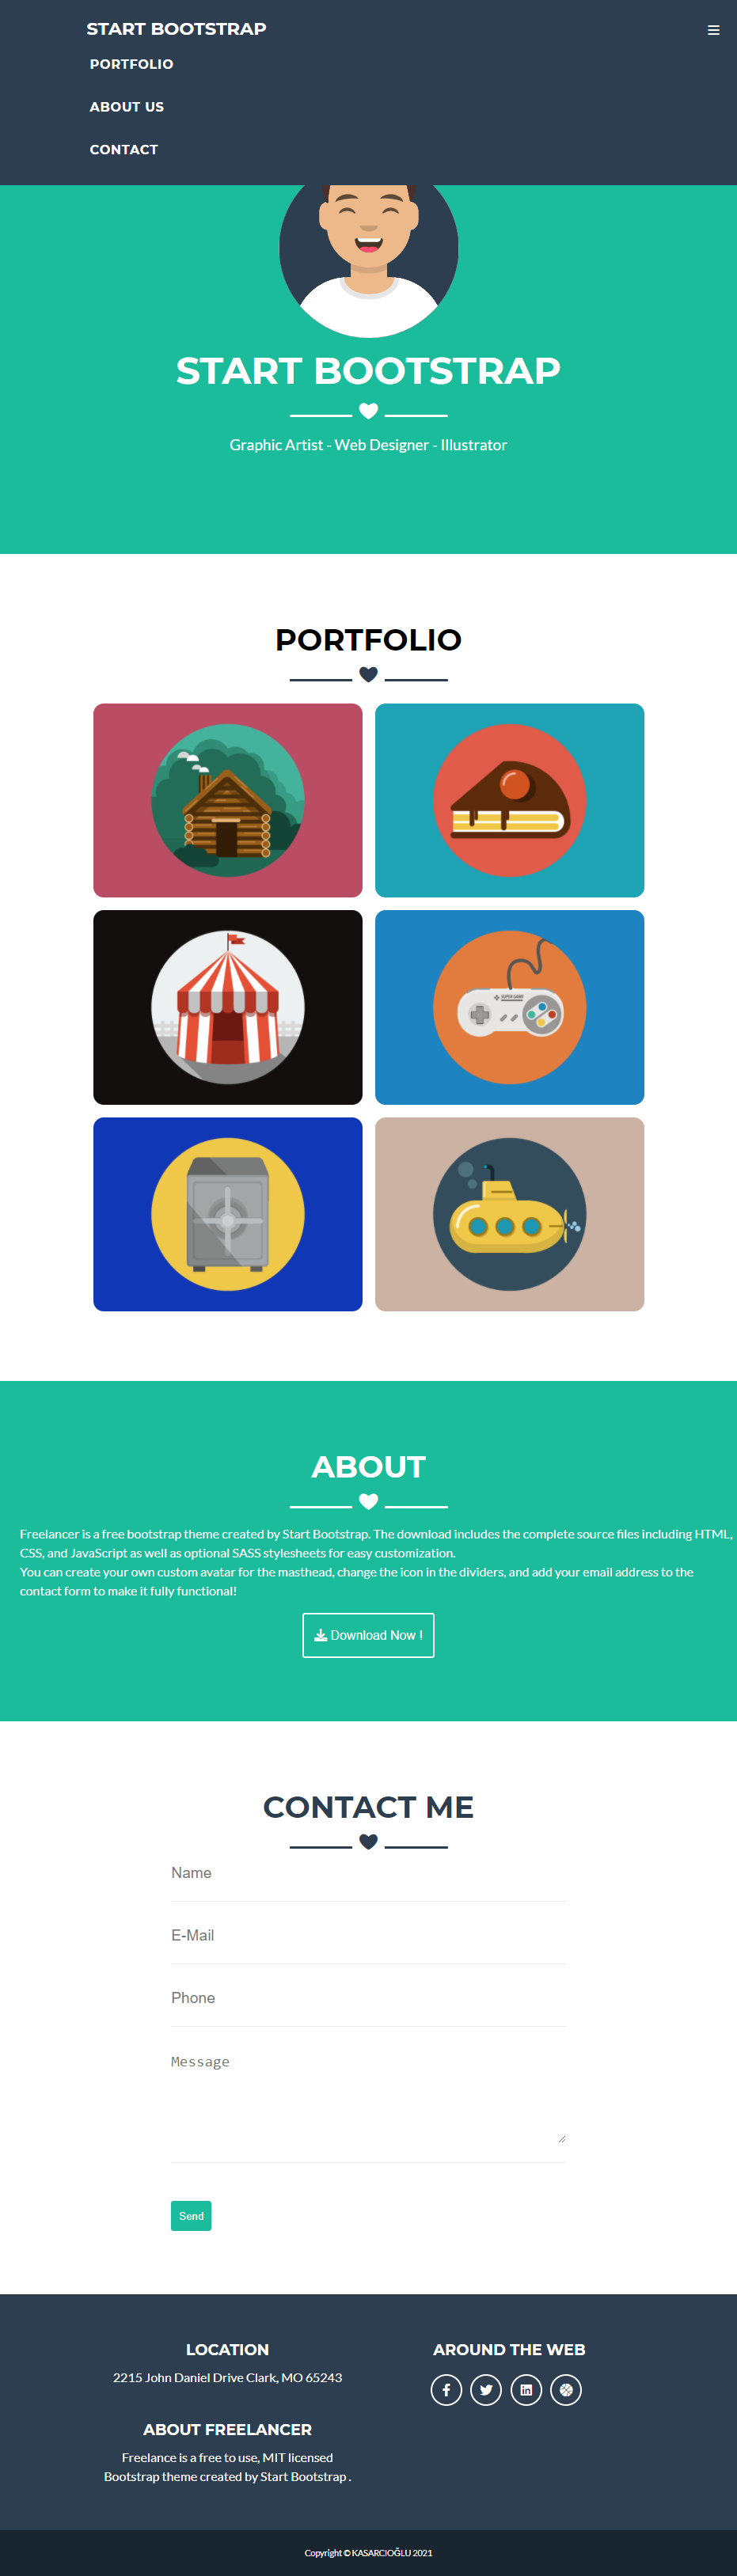 START BOOTSTRAP
PORTFOLIO
ABOUT US
CONTACT
START BOOTSTRAP
Graphic Artist - Web Designer - Illustrator
PORTFOLIO
SUPER GAME
ABOUT
Freelancer is a free bootstrap theme created by Start Bootstrap. The download includes the complete source files including HTML,
CSS, and JavaScript as well as optional SASS stylesheets for easy customization.
You can create your own custom avatar for the masthead, change the icon in the dividers, and add your email address to the
contact form to make it fully functional!
Download Now !
CONTACT ME
Name
E-Mail
Phone
Message
Send
LOCATION
2215 John Daniel Drive Clark, MO 65243
AROUND THE WEB
ABOUT FREELANCER
Freelance is a free to use, MIT licensed
Bootstrap theme created by Start Bootstrap .
Copyright © KASARCIOĞLU 2021